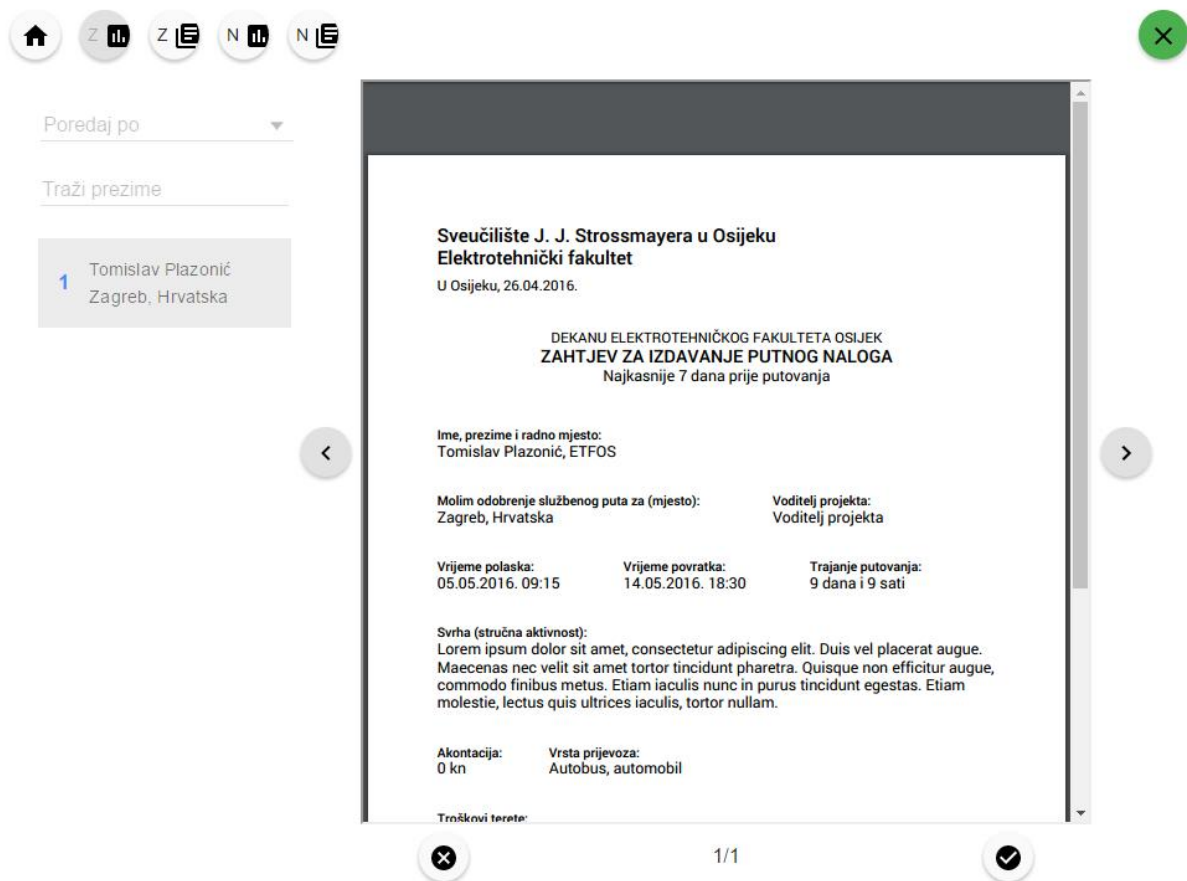 Z
Z
N
N
Poredaj po
Traži prezime
1
Tomislav Plazonić
Zagreb, Hrvatska
Sveučilište J. J. Strossmayera u Osijeku
Elektrotehnički fakultet
U Osijeku, 26.04.2016.
DEKANU ELEKTROTEHNIČKOG FAKULTETA OSIJEK
ZAHTJEV ZA IZDAVANJE PUTNOG NALOGA
Najkasnije 7 dana prije putovanja
Ime, prezime i radno mjesto:
Tomislav Plazonić, ETFOS
Molim odobrenje službenog puta za (mjesto): Voditelj projekta:
Zagreb, Hrvatska Voditelj projekta
Vrijeme polaska: Vrijeme povratka: Trajanje putovanja:
05.05.2016. 09:15 14.05.2016. 18:30 9 dana i 9 sati
Svrha (stručna aktivnost):
Lorem ipsum dolor sit amet, consectetur adipiscing elit. Duis vel placerat augue.
Maecenas nec velit sit amet tortor tincidunt pharetra. Quisque non efficitur augue,
commodo finibus metus. Etiam iaculis nunc in purus tincidunt egestas. Etiam
molestie, lectus quis ultrices iaculis, tortor nullam.
Akontacija: Vrsta prijevoza:
0 kn Autobus, automobil
Troškovi terete:
1/1